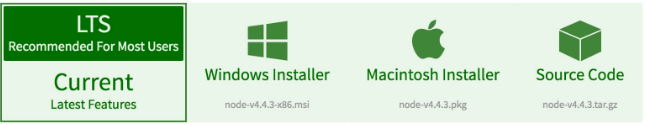 LTS
Recommended For Most Users
Current
Latest Features
Windows Installer
node-v4.4.3-x86.msi
Macintosh Installer
node-v4.4.3.pkg
Source Code
node-v4.4.3.tar.gz